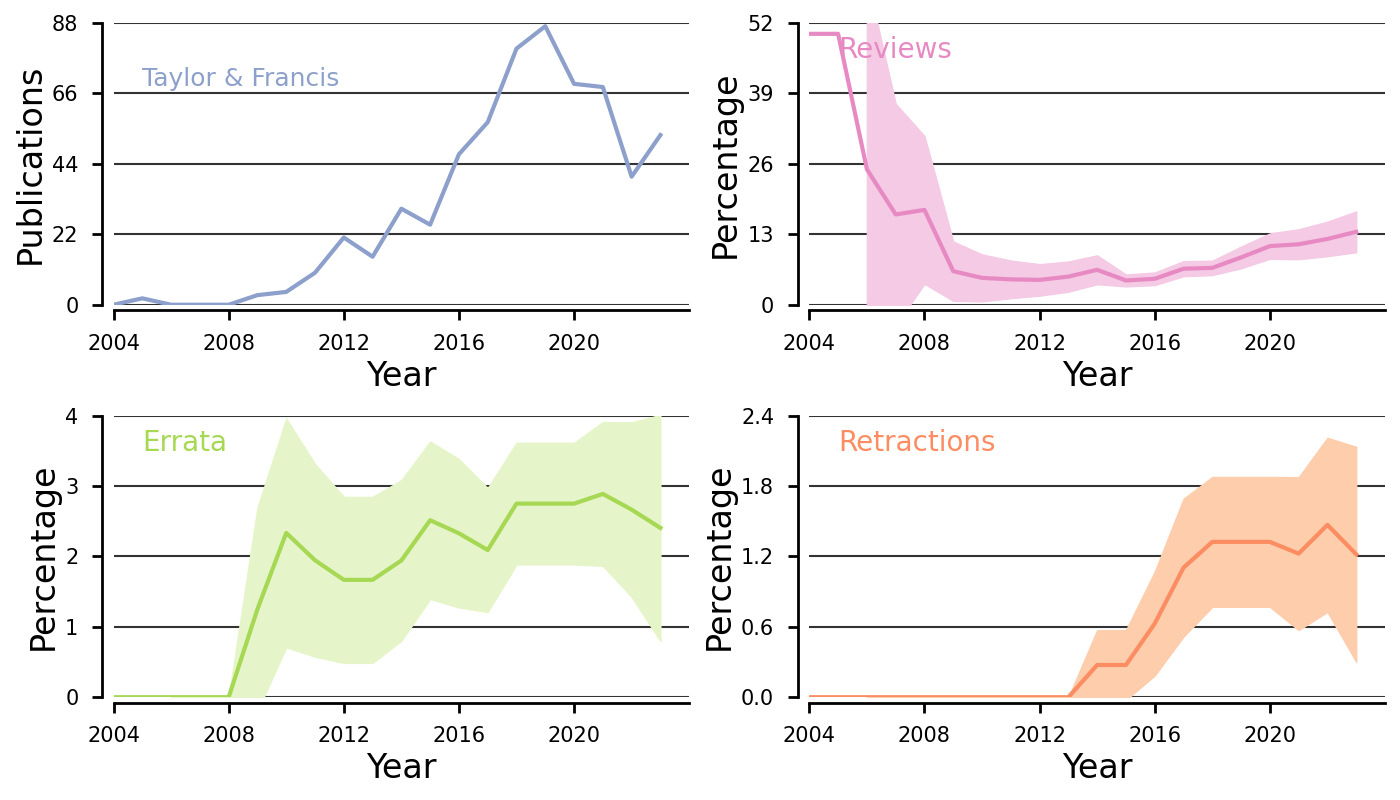 Publications
88
66
44
22
0
Taylor & Francis
2004 2008 2012 2016 2020
Year
Percentage
52
39
26
13
0
Reviews
2004 2008 2012 2016 2020
Year
Percentage
4
3
2
1
0
Errata
2004 2008 2012 2016 2020
Year
Percentage
2.4
1.8
1.2
0.6
0.0
Retractions
2004 2008 2012 2016 2020
Year